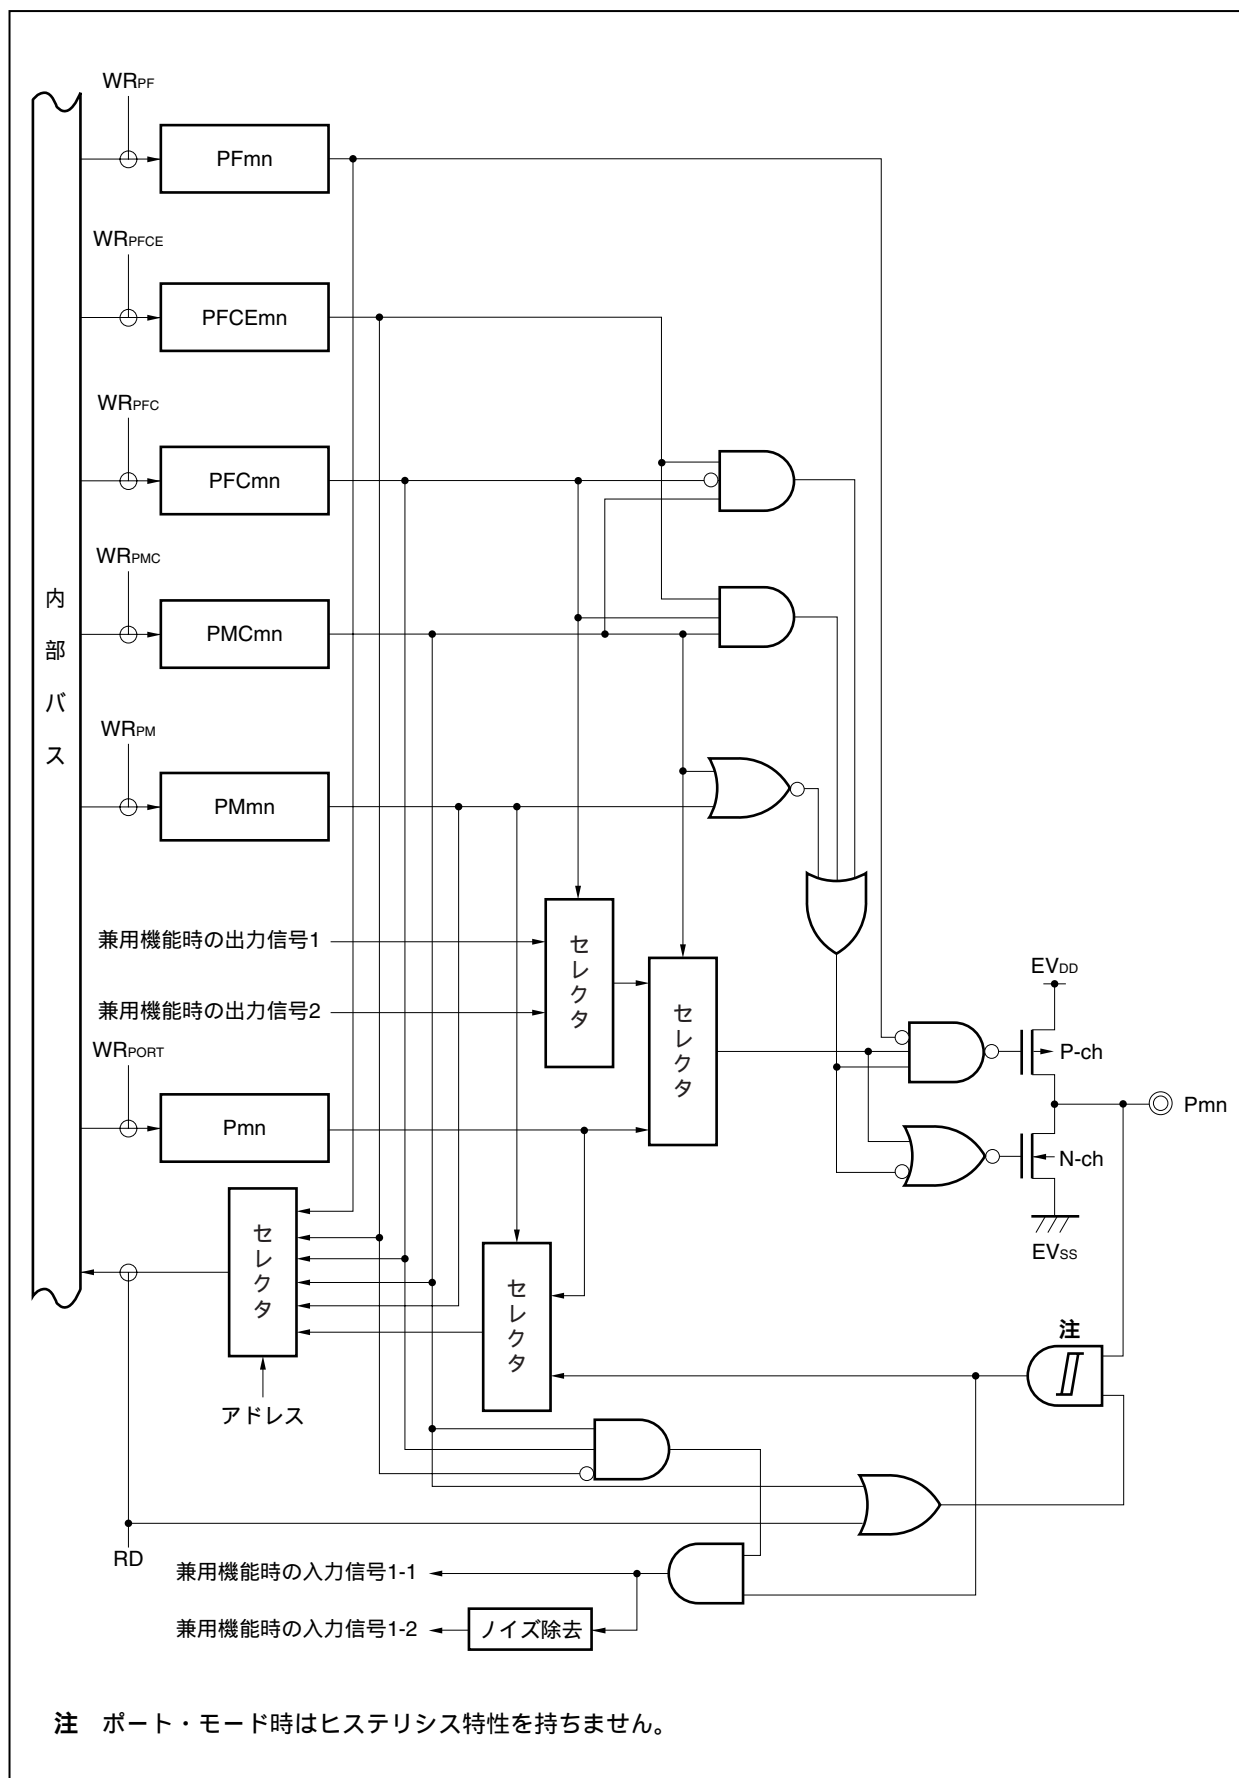 WRPF
PFmn
WRPFCE
PFCEmn
WRPFC
PFCmn
WRPMC
PMCmn
内部バス
WRPM
PMmn
兼用機能時の出力信号1
兼用機能時の出力信号2
セレクタ
セレクタ
EVDD
P-ch
WRPORT
Pmn
Pmn
N-ch
EVSS
セレクタ
セレクタ
アドレス
注
RD
兼用機能時の入力信号1-1
兼用機能時の入力信号1-2
ノイズ除去
注 ポート・モード時はヒステリシス特性を持ちません。